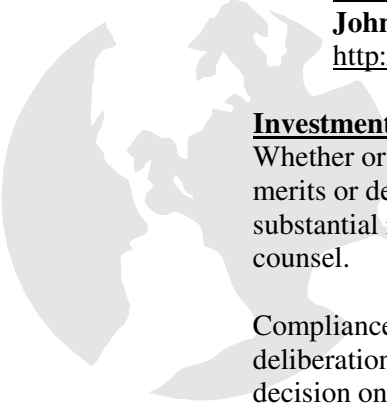 John
http:
Investment
Whether or
merits or de
substantial
counsel.
Compliance
deliberation
decision on